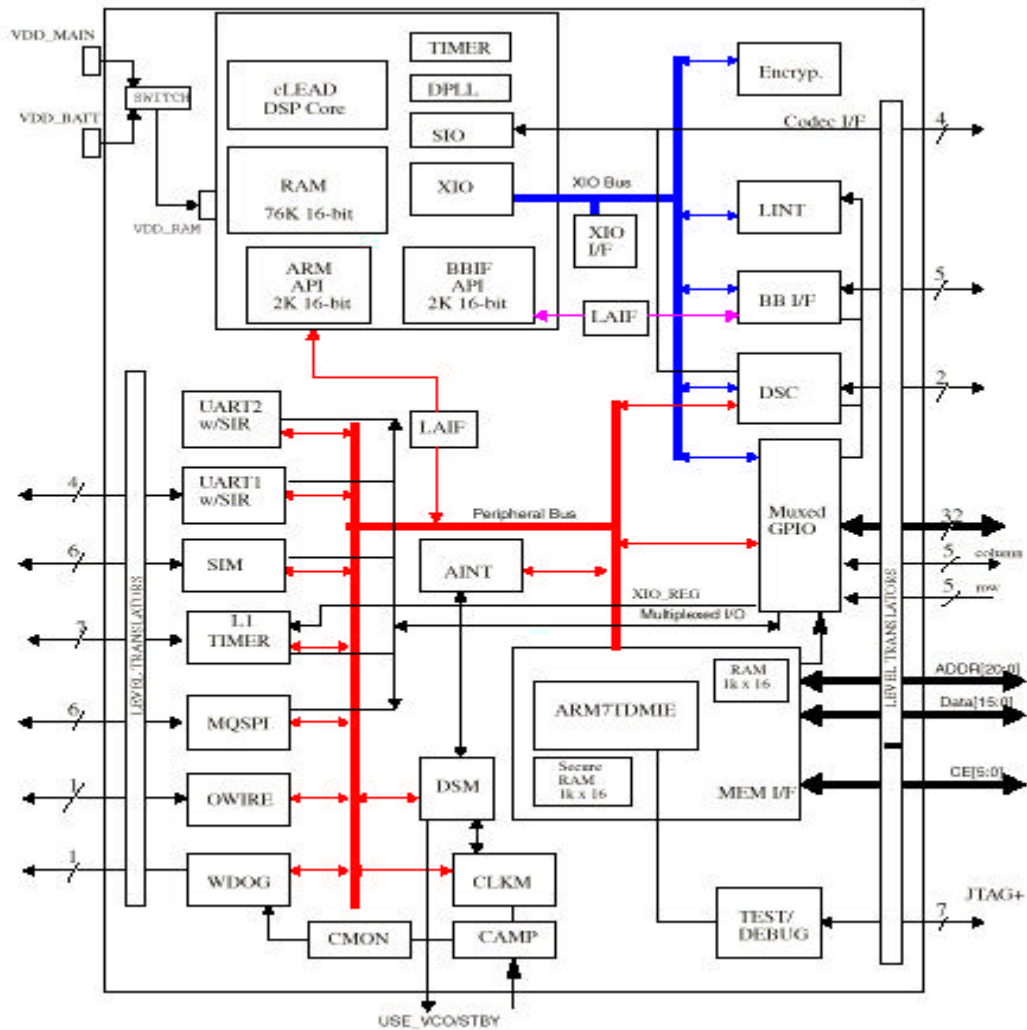 VDD_MAIN
SWITCH
VDD_BATT
VDD_RAM
cLEAD
DSP Core
RAM
76K 16-bit
ARM
API
2K 16-bit
BBIF
API
2K 16-bit
TIMER
DPLL
SIO
XIO
XIO Bus
XIO
I/F
LAIF
Encryp.
Codec I/F
4
LINT
BB I/F
5
DSC
2
Muxed
GPIO
32
5 column
5 row
LEVEL TRANSLATORS
LEVEL TRANSLATORS
UART2
w/SIR
LAIF
4
UART1
w/SIR
Peripheral Bus
6
SIM
AINT
XIO_REG
Multiplexed I/O
L1
TIMER
6
MQSPI
1
OWIRE
1
WDOG
DSM
CLKM
CMON
CAMP
USE_VCO/STBY
RAM
1k x 16
ARM7TDMIE
Secure
RAM
1k x 16
MEM I/F
ADDR[20:0]
Data[15:0]
CE[5:0]
TEST/
DEBUG
JTAG+
7